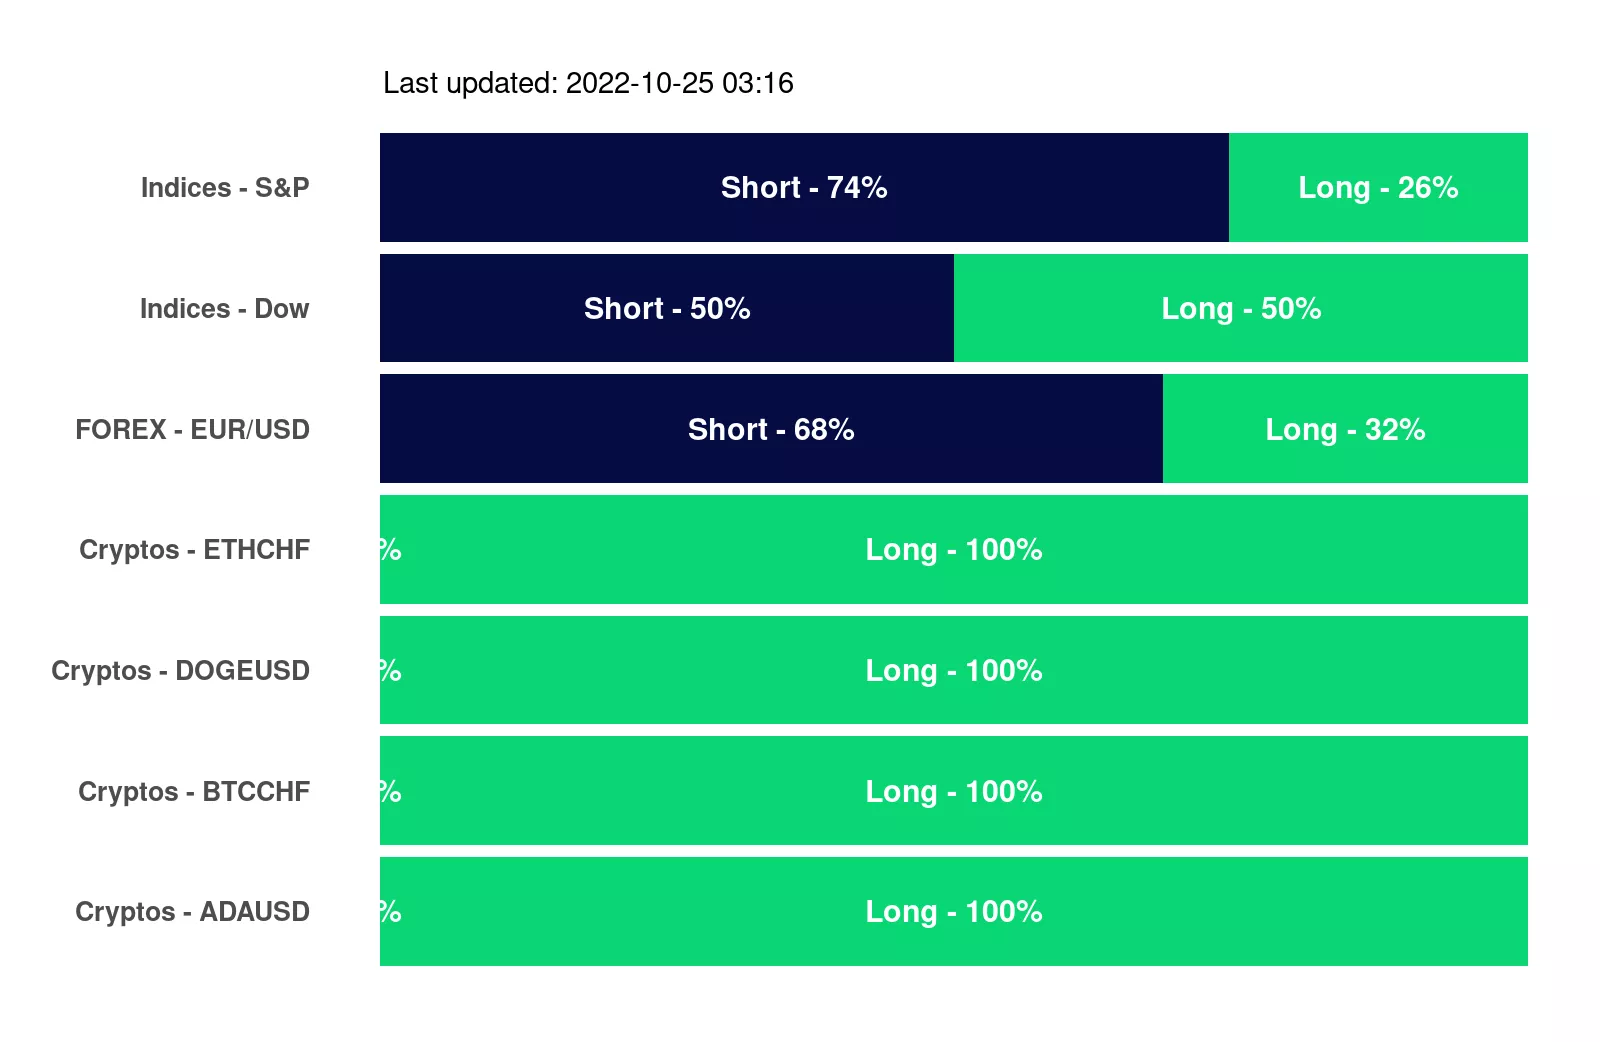 Last updated: 2022-10-25 03:16
Indices - S&P Short - 74% Long - 26%
Indices - Dow Short - 50% Long - 50%
FOREX - EUR/USD Short - 68% Long - 32%
Cryptos - ETHCHF % Long - 100%
Cryptos - DOGEUSD % Long - 100%
Cryptos - BTCCHF % Long - 100%
Cryptos - ADAUSD % Long - 100%